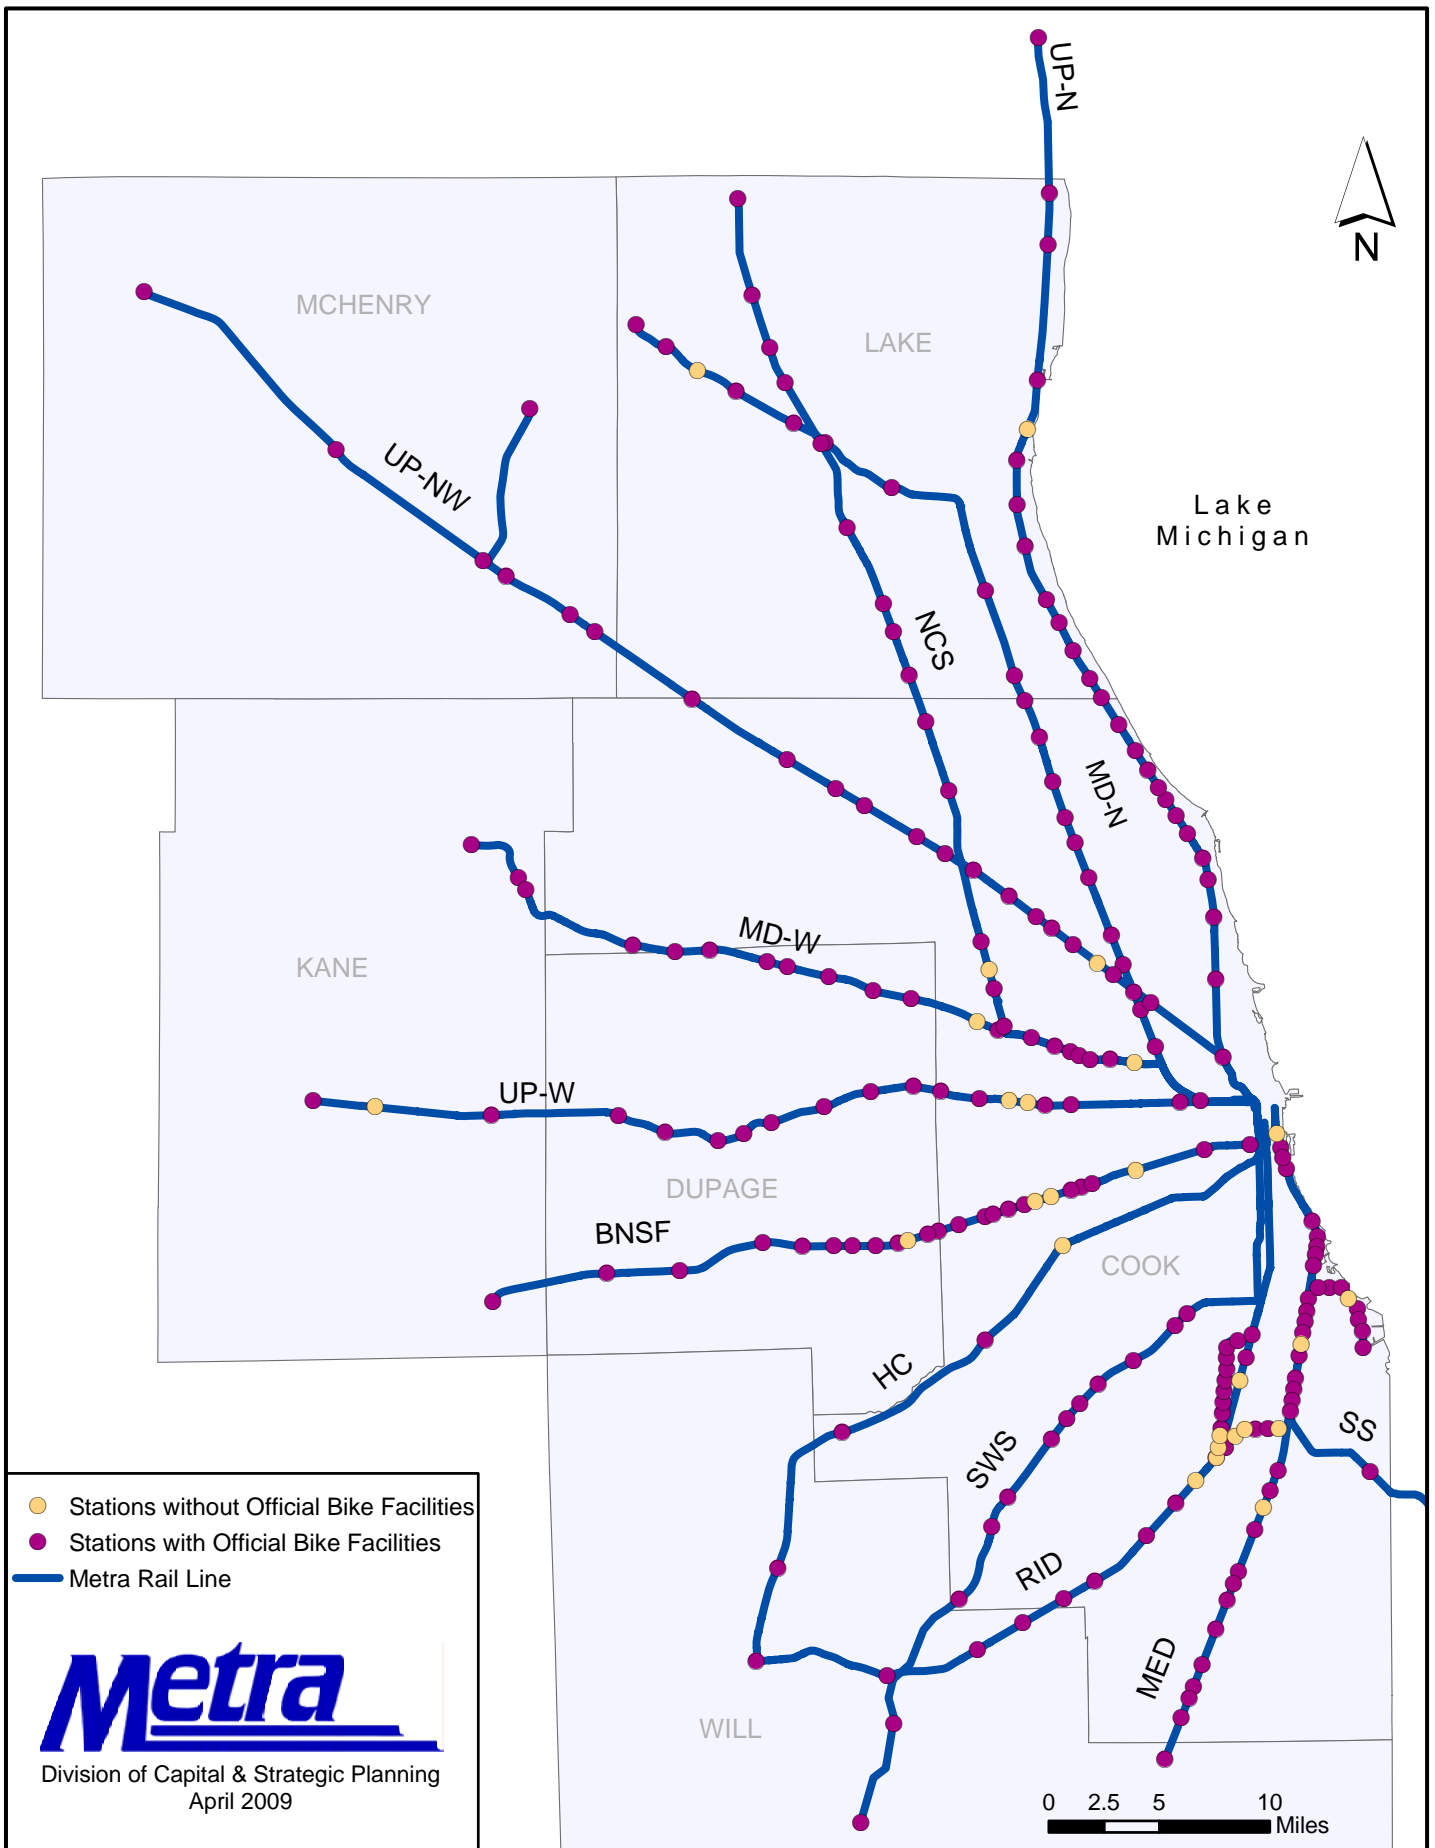 UP-N
N
MCHENRY
LAKE
UP-NW
Lake
Michigan
NCS
MD-N
MD-W
KANE
UP-W
DUPAGE
BNSF
COOK
HC
SS
SWS
RID
MED
WILL
Stations without Official Bike Facilities
Stations with Official Bike Facilities
Metra Rail Line
Metra
Division of Capital & Strategic Planning
April 2009
0 2.5 5 10
Miles